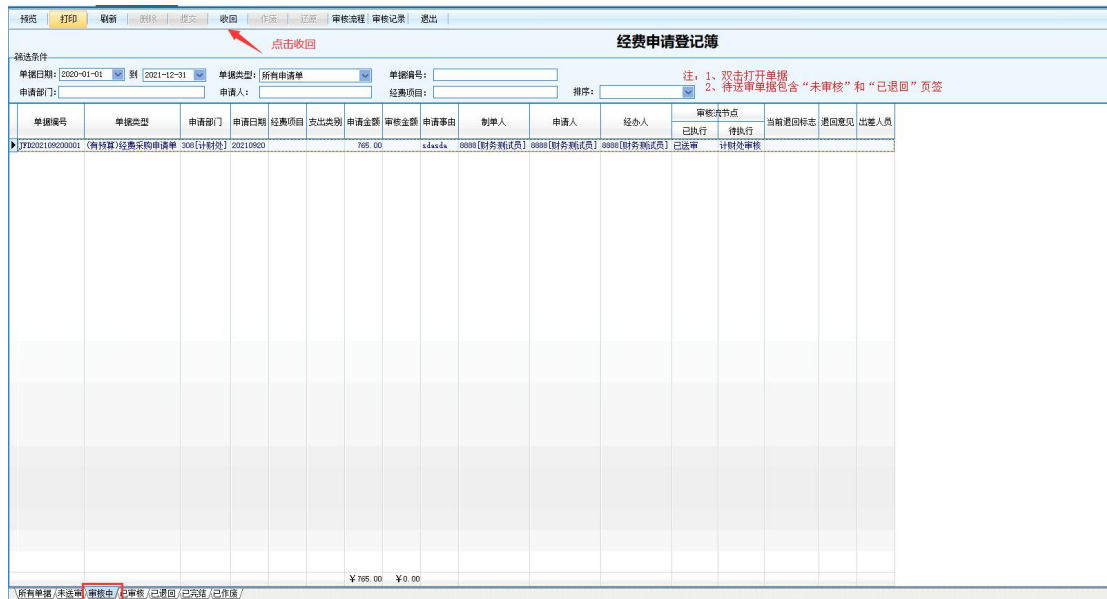 预览 打印 刷新 删除 提交 收回 作废 还原 审核流程 审核记录 退出
点击收回
经费申请登记簿
筛选条件
单据日期: 2020-01-01 到 2021-12-31 单据类型: 所有申请单 单据编号:
申请部门: 申请人: 经费项目: 排序:
注:1、双击打开单据
2、待送审单据包含“未审核”和“已退回”页签
单据编号 单据类型 申请部门 申请日期 经费项目 支出类别 申请金额 审核金额 申请事由 制单人 申请人 经办人 审核流节点 当前退回标志 退回意见 出差人员
已执行 待执行
JFD202109200001 (有预算)经费采购申请单 308[计财处] 20210920 765.00 sdasda 8888[财务测试员] 8888[财务测试员] 8888[财务测试员] 已送审 计财处审核
￥765.00 ￥0.00
所有单据 未送审 审核中 已审核 已退回 已完结 已作废